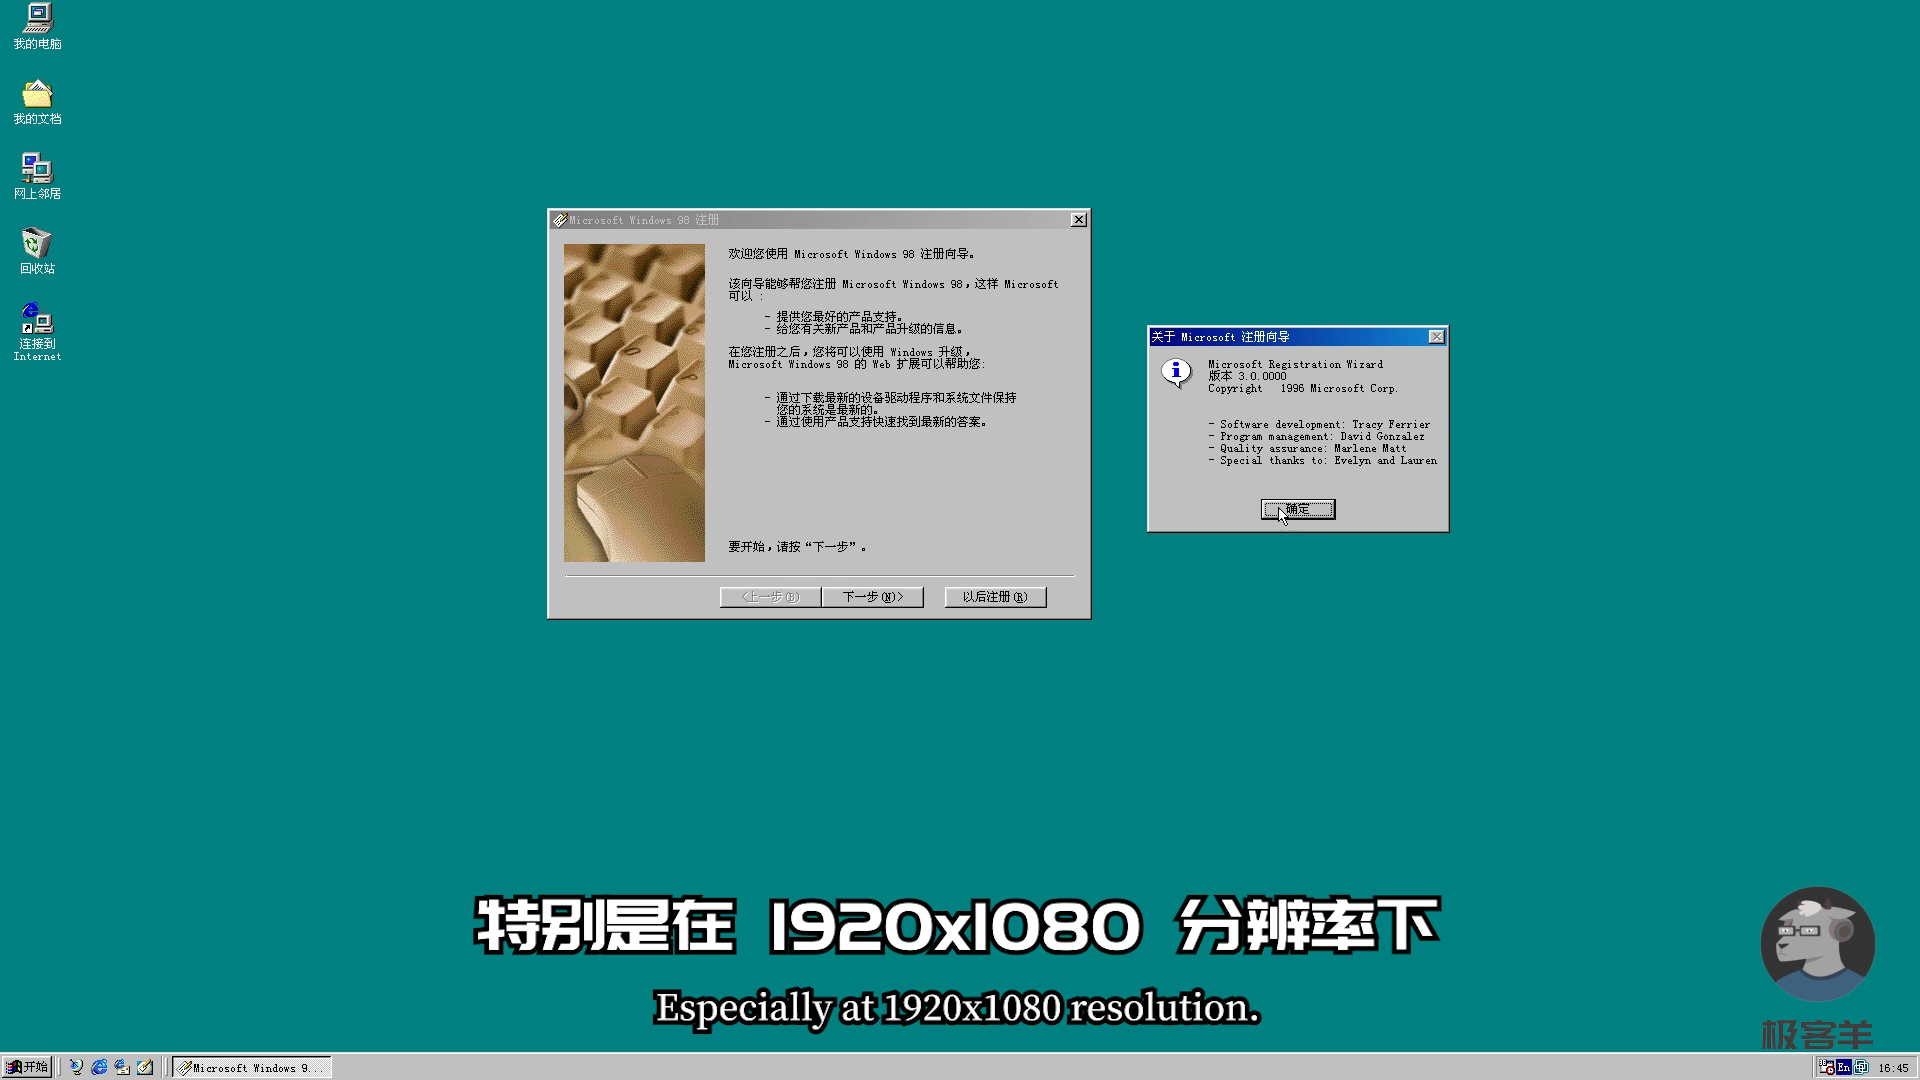 我的电脑
我的文档
网上邻居
回收站
连接到
Internet
Microsoft Windows 98 注册
欢迎您使用 Microsoft Windows 98 注册向导。
该向导能够帮您注册 Microsoft Windows 98，这样 Microsoft
可以：
- 提供您最好的产品支持。
- 给您有关新产品和产品升级的信息。
在您注册之后，您将可以使用 Windows 升级，
Microsoft Windows 98 的 Web 扩展可以帮助您:
- 通过下载最新的设备驱动程序和系统文件保持
您的系统是最新的。
- 通过使用产品支持快速找到最新的答案。
要开始，请按“下一步”。
<上一步(B)
下一步(N)>
以后注册(R)
关于 Microsoft 注册向导
Microsoft Registration Wizard
版本 3.0.0000
Copyright 1996 Microsoft Corp.
- Software development: Tracy Ferrier
- Program management: David Gonzalez
- Quality assurance: Marlene Matt
- Special thanks to: Evelyn and Lauren
确定
特别是在 1920x1080 分辨率下
Especially at 1920x1080 resolution.
极客羊
开始
Microsoft Windows 9...
En
16:45